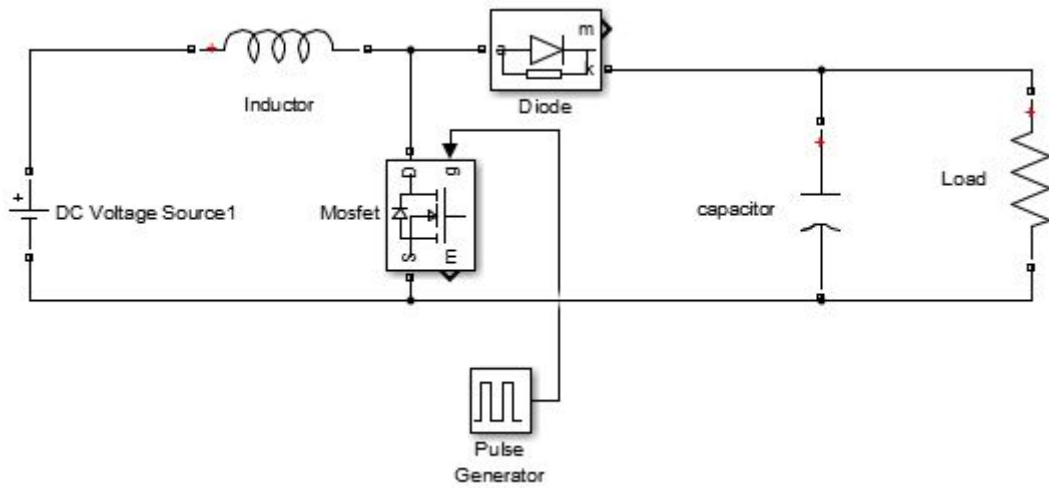 m
a
k
Inductor
Diode
D
g
+
DC Voltage Source1
Mosfet
S
m
capacitor
Load
Pulse
Generator